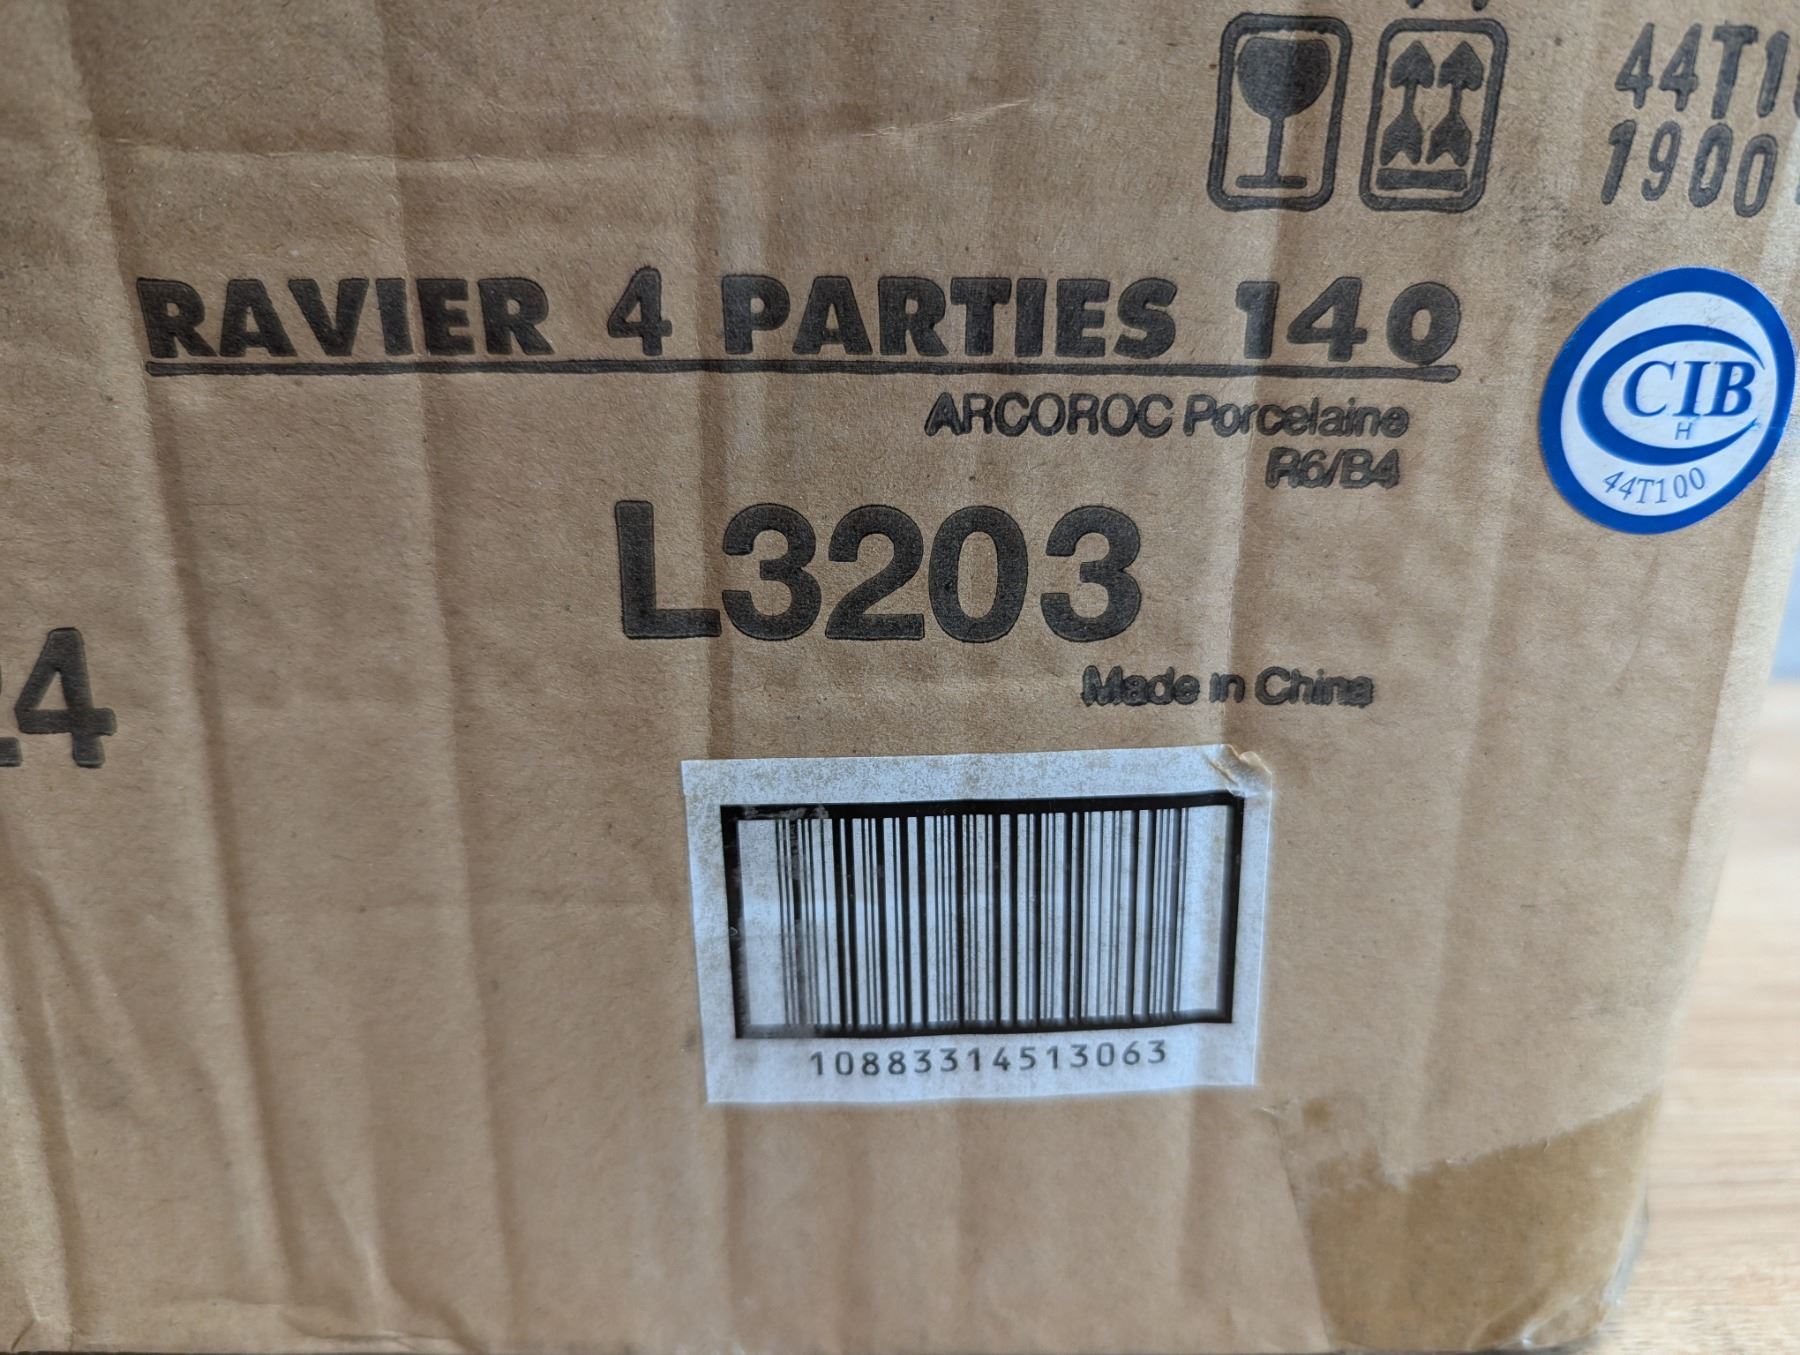 44T1
1900
RAVIER 4 PARTIES 140
ARCOROC Porcelaine
R6/B4
CIB
H
44T100
L3203
24
Made in China
10883314513063